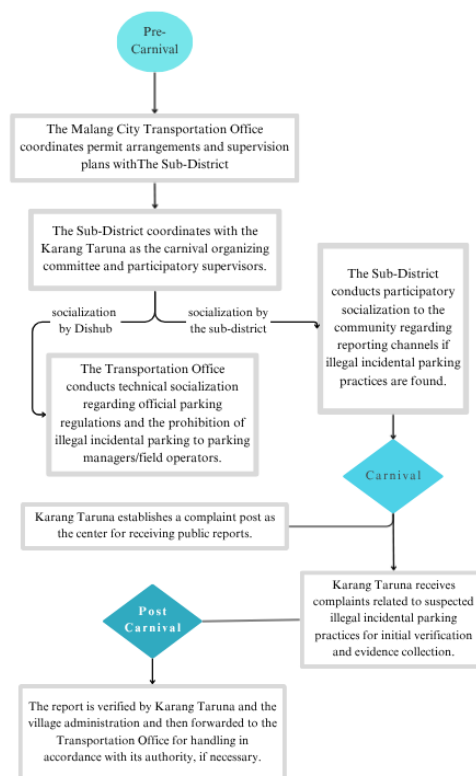 Pre-
Carnival
The Malang City Transportation Office
coordinates permit arrangements and supervision
plans withThe Sub-District
The Sub-District coordinates with the
Karang Taruna as the carnival organizing
committee and participatory supervisors.
socialization
by Dishub
socialization by
the sub-district
The Sub-District
conducts participatory
socialization to the
community regarding
reporting channels if
illegal incidental parking
practices are found.
The Transportation Office
conducts technical socialization
regarding official parking
regulations and the prohibition of
illegal incidental parking to parking
managers/field operators.
Carnival
Karang Taruna establishes a complaint post as
the center for receiving public reports.
Karang Taruna receives
complaints related to suspected
illegal incidental parking
practices for initial verification
and evidence collection.
Post
Carnival
The report is verified by Karang Taruna and the
village administration and then forwarded to the
Transportation Office for handling in
accordance with its authority, if necessary.